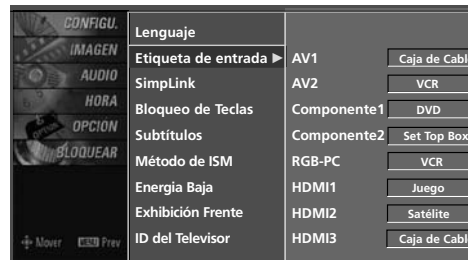 CONFIGU.
IMAGEN
AUDIO
HORA
OPCION
BLOQUEAR
Mover MENU Prev
Lenguaje
Etiqueta de entrada ▶
SimpLink
Bloqueo de Teclas
Subtítulos
Método de ISM
Energia Baja
Exhibición Frente
ID del Televisor
AV1 Caja de Cabl
AV2 VCR
Componente1 DVD
Componente2 Set Top Box
RGB-PC VCR
HDMI1 Juego
HDMI2 Satélite
HDMI3 Caja de Cabl